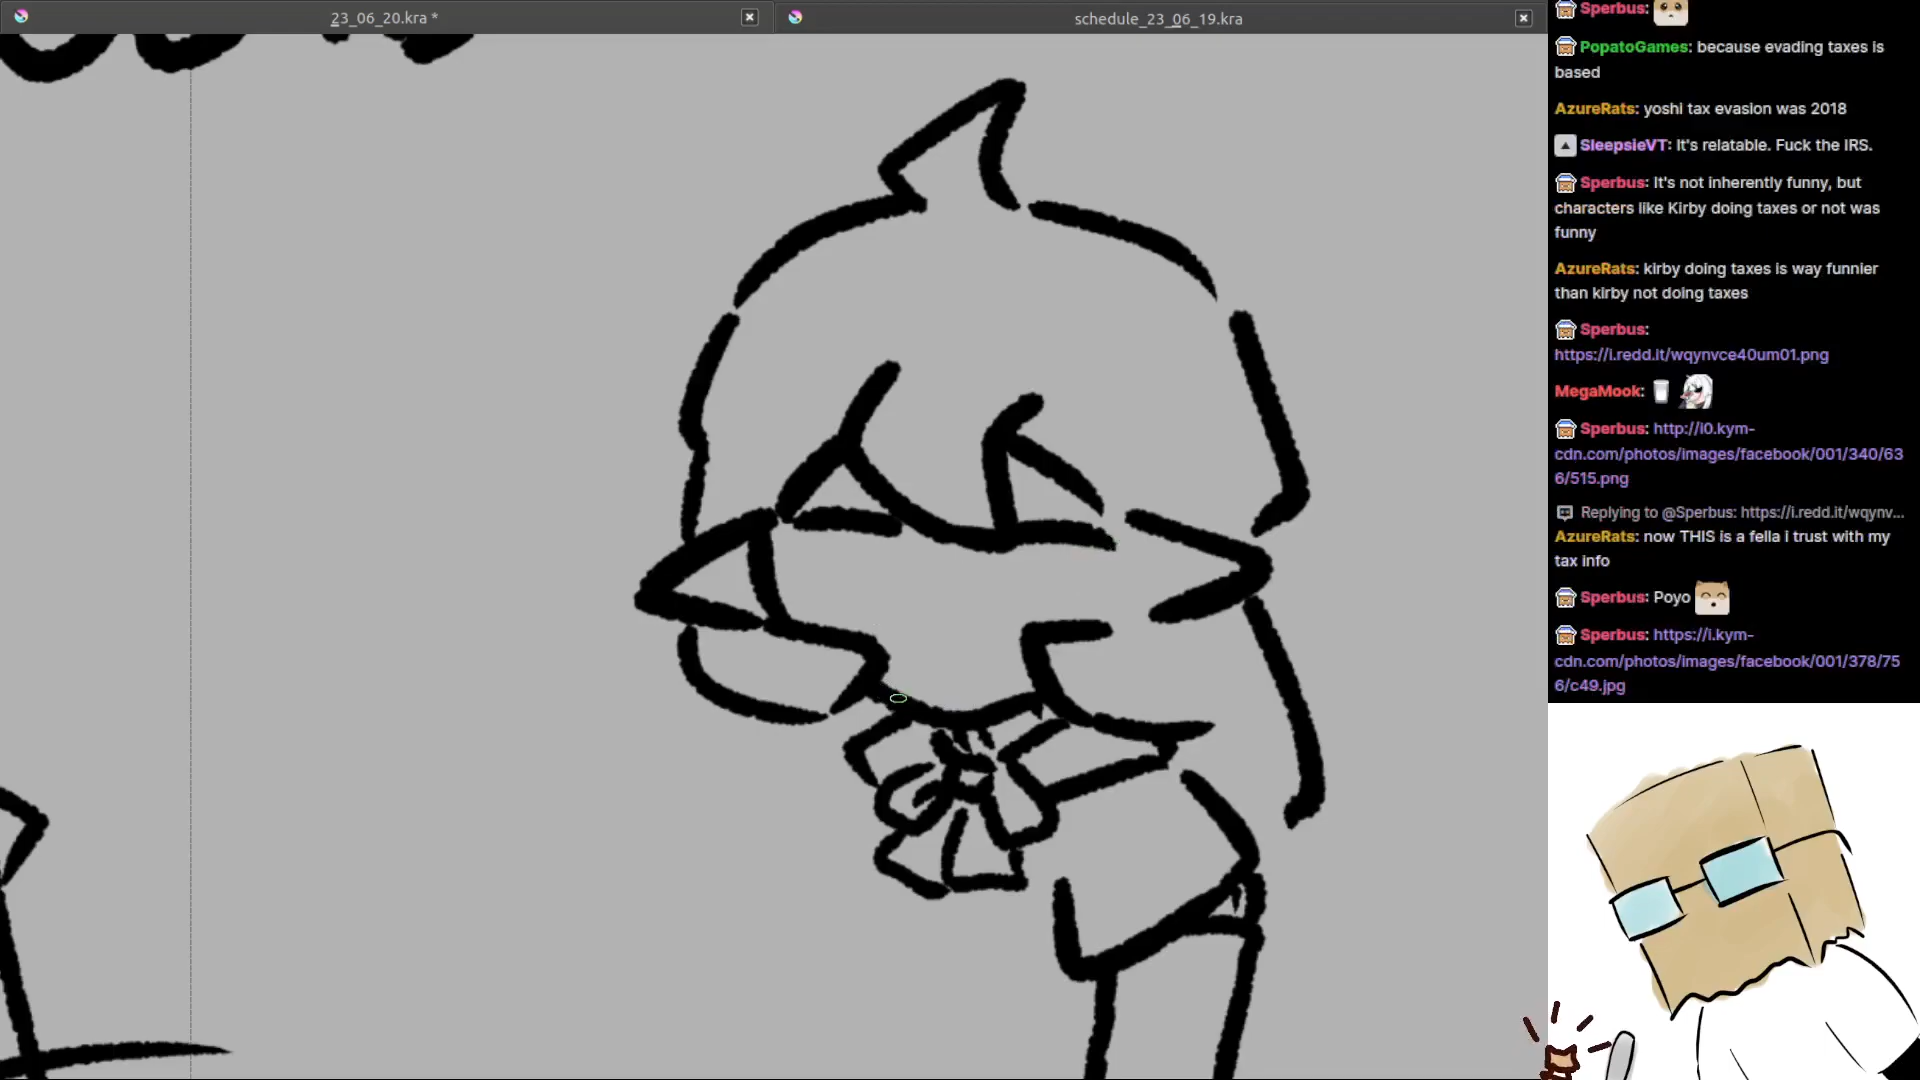 23_06_20.kra *
schedule_23_06_19.kra
Sperbus:
PopatoGames: because evading taxes is
based
AzureRats: yoshi tax evasion was 2018
SleepsieVT: It's relatable. Fuck the IRS.
Sperbus: It's not inherently funny, but
characters like Kirby doing taxes or not was
funny
AzureRats: kirby doing taxes is way funnier
than kirby not doing taxes
Sperbus:
https://i.redd.it/wqynvce40um01.png
MegaMook:
Sperbus: http://i0.kym-
cdn.com/photos/images/facebook/001/340/63
6/515.png
Replying to @Sperbus: https://i.redd.it/wqynv...
AzureRats: now THIS is a fella i trust with my
tax info
Sperbus: Poyo
Sperbus: https://i.kym-
cdn.com/photos/images/facebook/001/378/75
6/c49.jpg